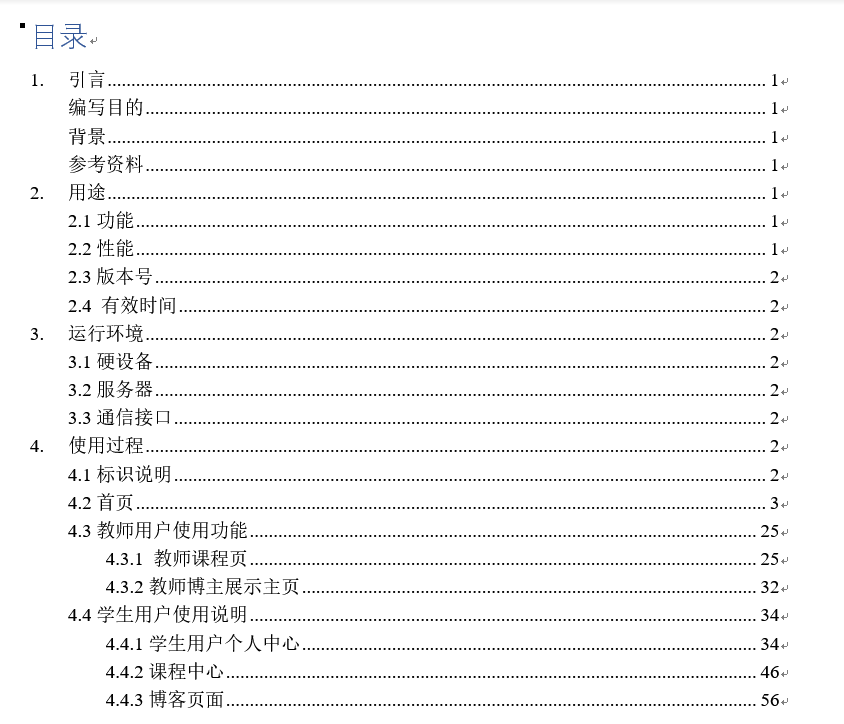 目录
1. 引言 1
编写目的 1
背景 1
参考资料 1
2. 用途 1
2.1 功能 1
2.2 性能 1
2.3 版本号 2
2.4 有效时间 2
3. 运行环境 2
3.1 硬设备 2
3.2 服务器 2
3.3 通信接口 2
4. 使用过程 2
4.1 标识说明 2
4.2 首页 3
4.3 教师用户使用功能 25
4.3.1 教师课程页 25
4.3.2 教师博主展示主页 32
4.4 学生用户使用说明 34
4.4.1 学生用户个人中心 34
4.4.2 课程中心 46
4.4.3 博客页面 56